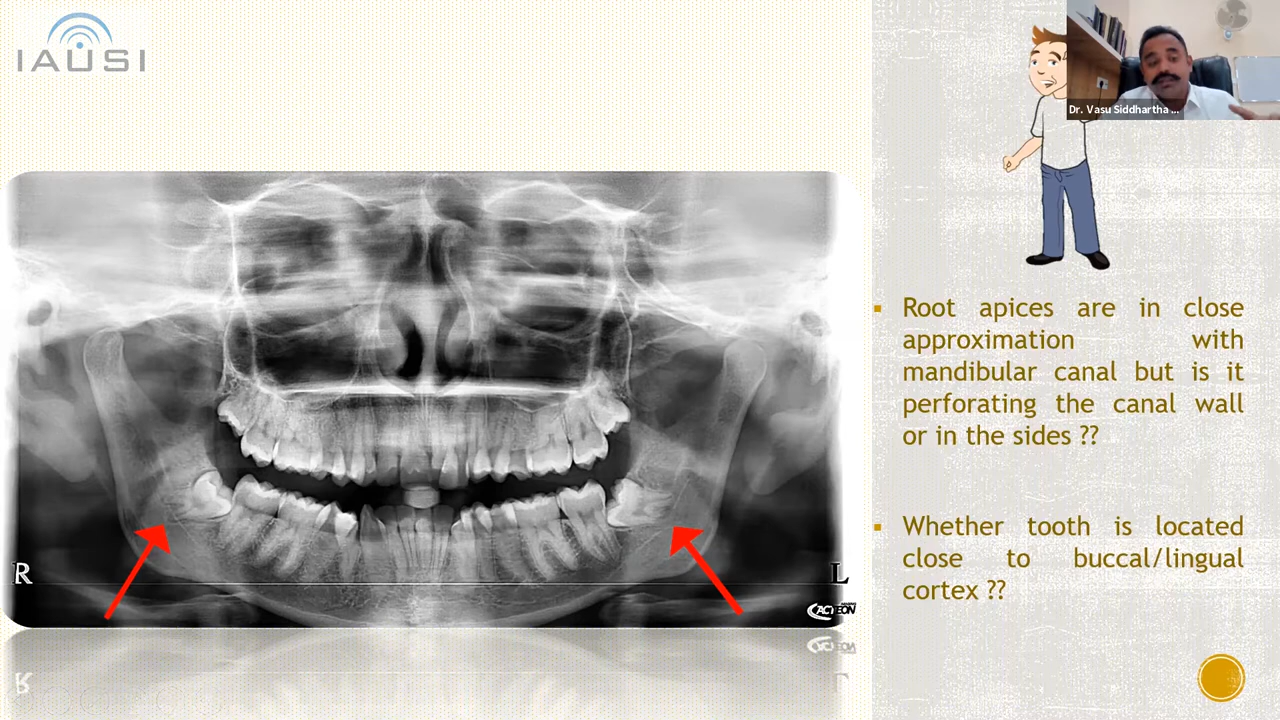 IAUSI
Dr. Vasu Siddhartha ...
Root apices are in close
approximation with
mandibular canal but is it
perforating the canal wall
or in the sides ??
Whether tooth is located
close to buccal/lingual
cortex ??
R
L
ACTEON